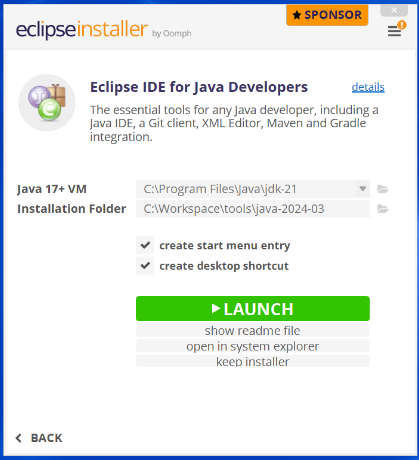 SPONSOR
eclipseinstaller by Oomph
!
Eclipse IDE for Java Developers details
The essential tools for any Java developer, including a
Java IDE, a Git client, XML Editor, Maven and Gradle
integration.
Java 17+ VM C:\Program Files\Java\jdk-21
Installation Folder C:\Workspace\tools\java-2024-03
create start menu entry
create desktop shortcut
LAUNCH
show readme file
open in system explorer
keep installer
BACK